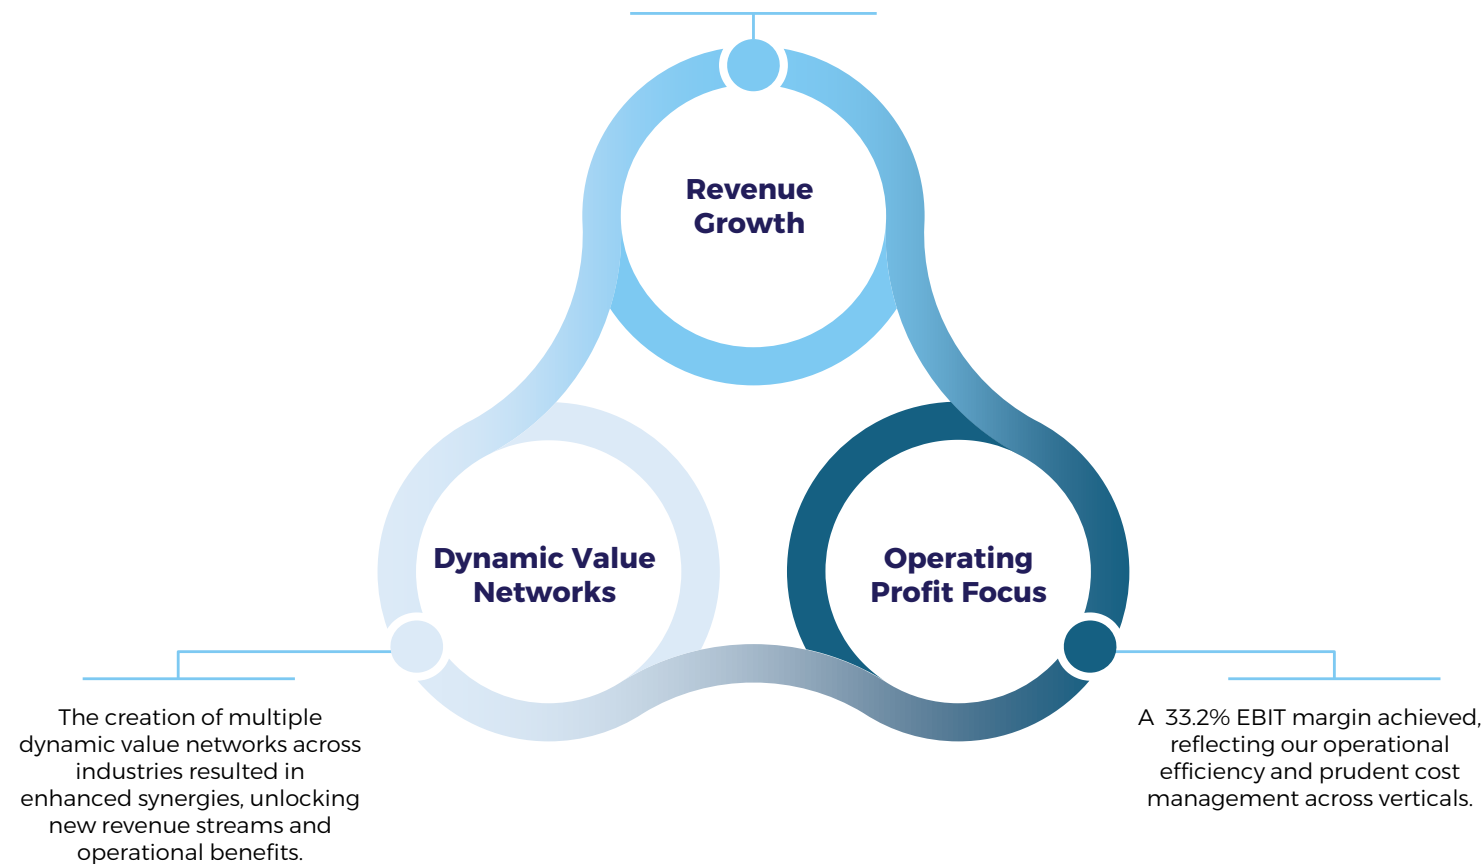 Revenue
Growth
Dynamic Value
Networks
Operating
Profit Focus
The creation of multiple
dynamic value networks across
industries resulted in
enhanced synergies, unlocking
new revenue streams and
operational benefits.
A 33.2% EBIT margin achieved,
reflecting our operational
efficiency and prudent cost
management across verticals.